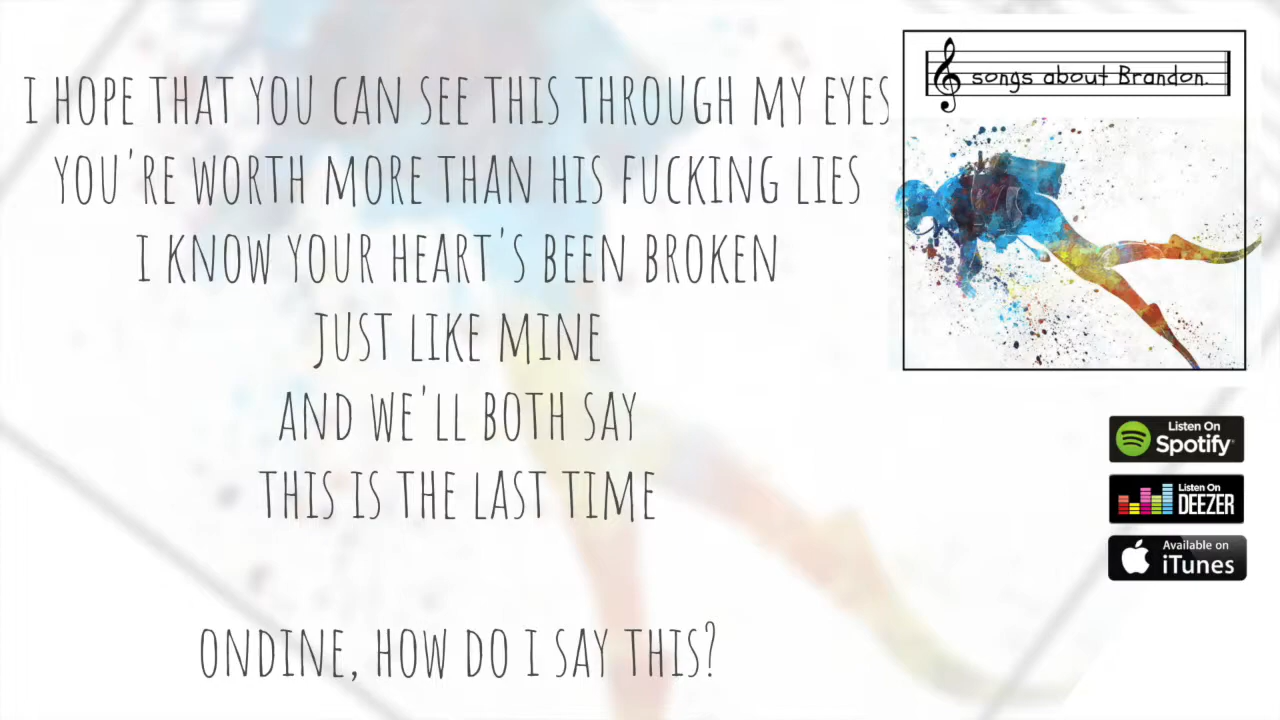 I HOPE THAT YOU CAN SEE THIS THROUGH MY EYES
YOU'RE WORTH MORE THAN HIS FUCKING LIES
I KNOW YOUR HEART'S BEEN BROKEN
JUST LIKE MINE
AND WE'LL BOTH SAY
THIS IS THE LAST TIME
ONDINE, HOW DO I SAY THIS?
songs about Brandon.
Listen On
Spotify
Listen On
DEEZER
Available on
iTunes